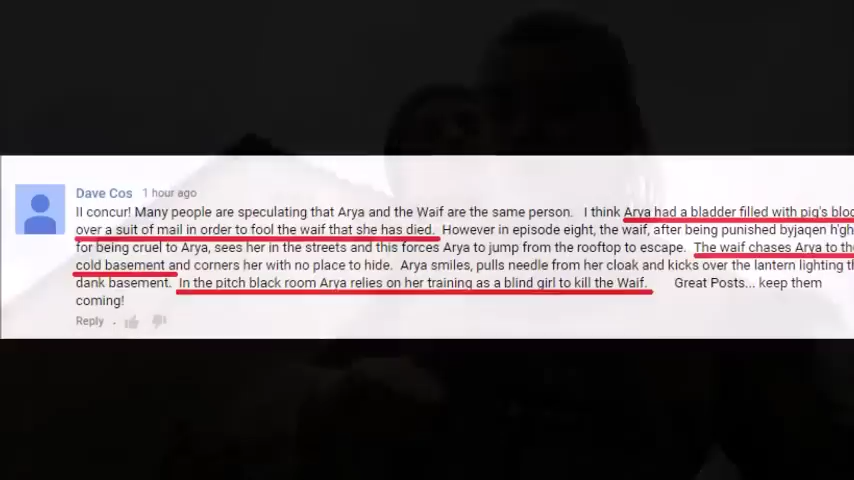 Dave Cos 1 hour ago
II concur! Many people are speculating that Arya and the Waif are the same person. I think Arya had a bladder filled with pig's
over a suit of mail in order to fool the waif that she has died. However in episode eight, the waif, after being punished byjaqen h'gh
for being cruel to Arya, sees her in the streets and this forces Arya to jump from the rooftop to escape. The waif chases Arya to
cold basement and corners her with no place to hide. Arya smiles, pulls needle from her cloak and kicks over the lantern lighting
dank basement. In the pitch black room Arya relies on her training as a blind girl to kill the Waif. Great Posts... keep them
coming!
Reply